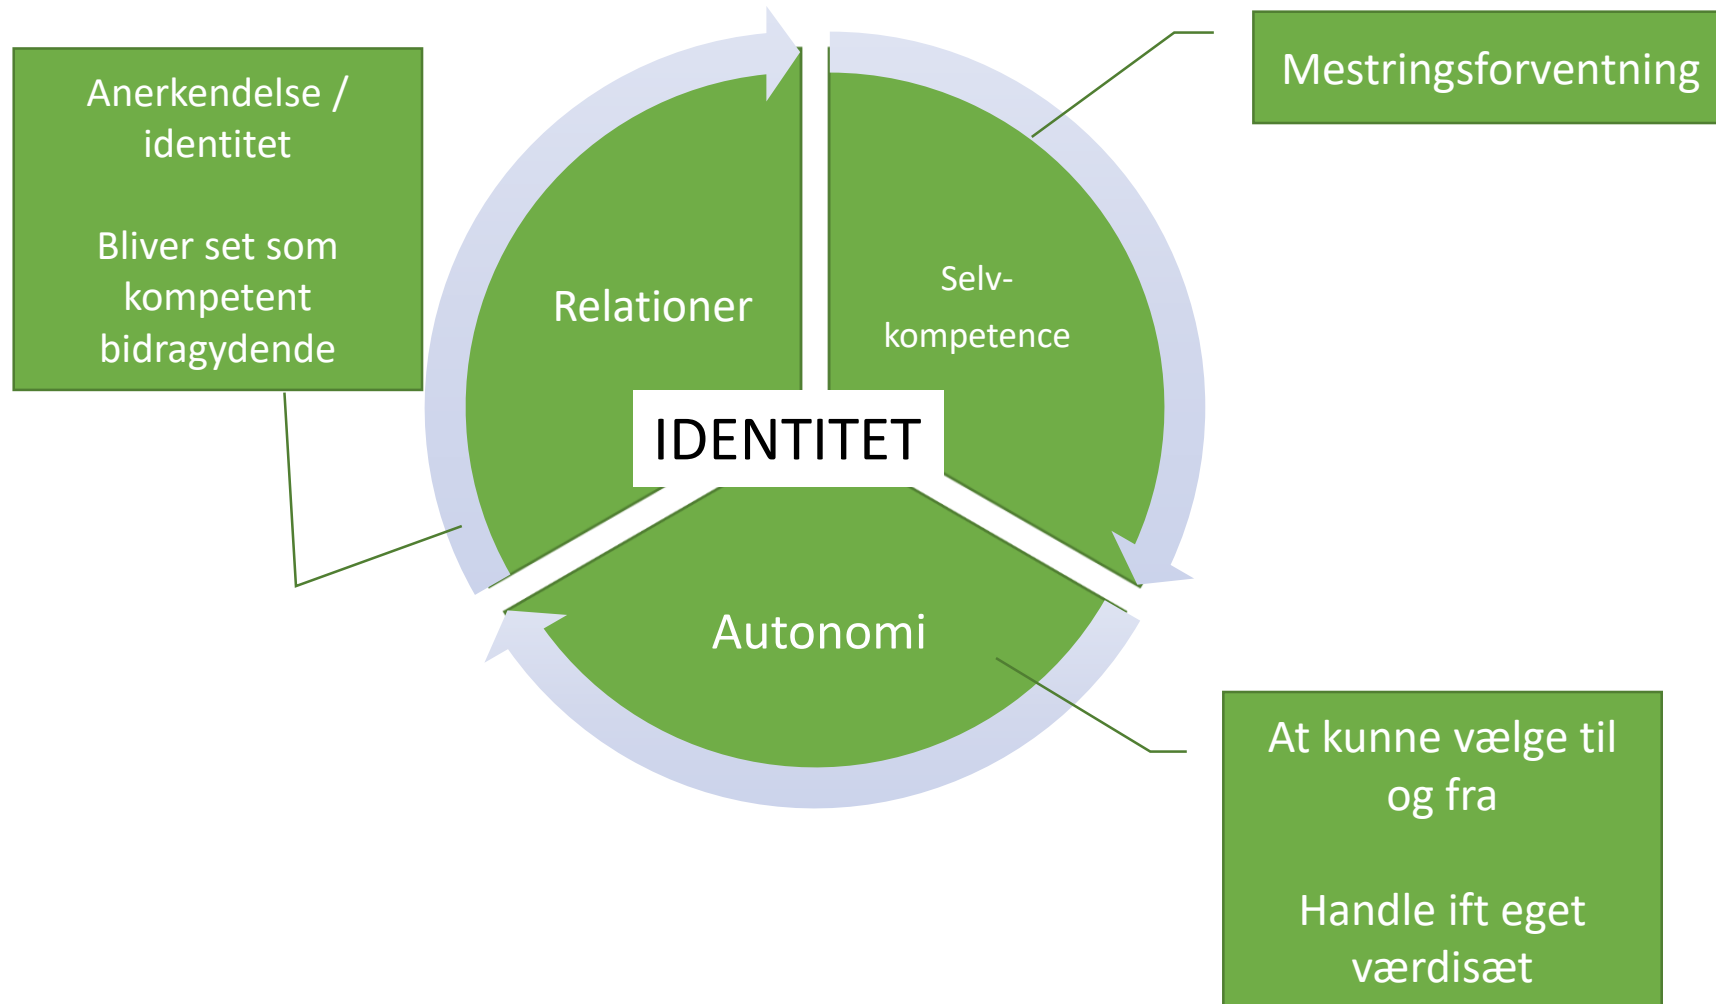 Anerkendelse /
identitet
Bliver set som
kompetent
bidragydende
Mestringsforventning
Relationer
Selv-
kompetence
IDENTITET
Autonomi
At kunne vælge til
og fra
Handle ift eget
værdisæt